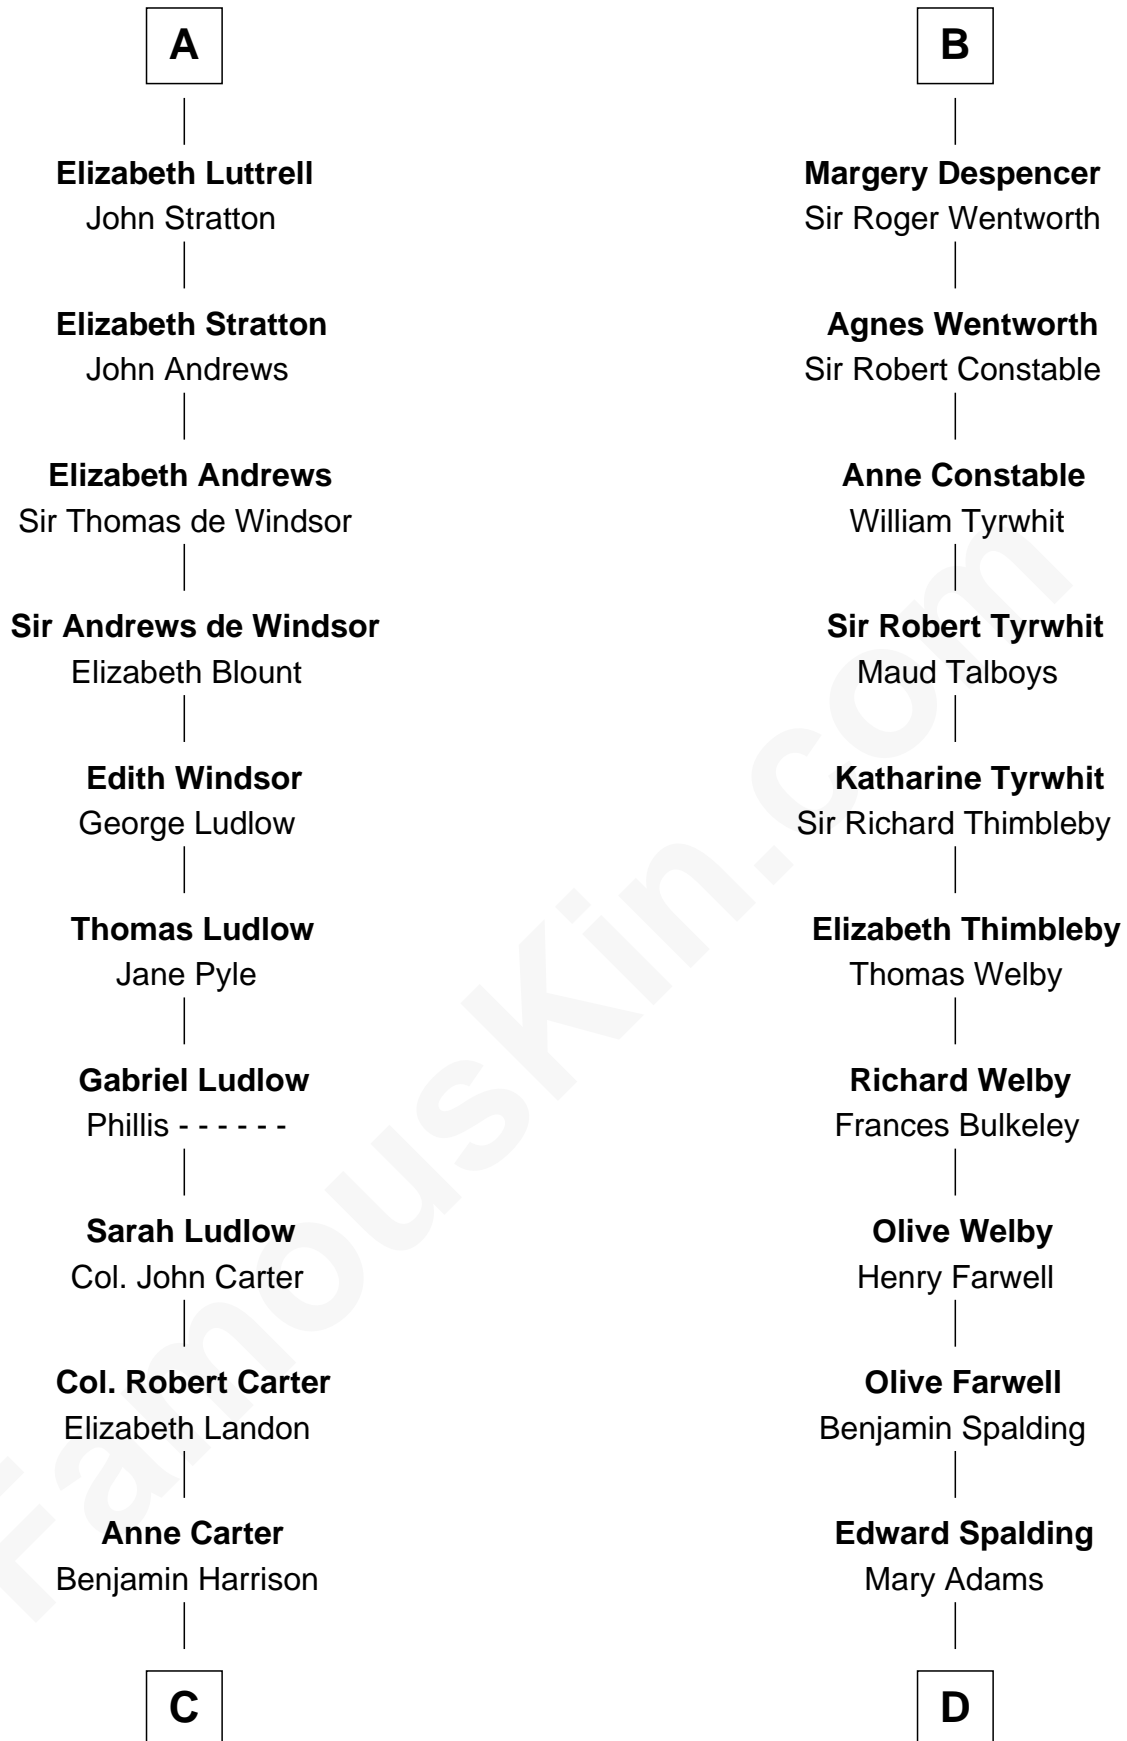 A
Elizabeth Luttrell
John Stratton
Elizabeth Stratton
John Andrews
Elizabeth Andrews
Sir Thomas de Windsor
Sir Andrews de Windsor
Elizabeth Blount
Edith Windsor
George Ludlow
Thomas Ludlow
Jane Pyle
Gabriel Ludlow
Phillis - - - - - -
Sarah Ludlow
Col. John Carter
Col. Robert Carter
Elizabeth Landon
Anne Carter
Benjamin Harrison
C
B
Margery Despencer
Sir Roger Wentworth
Agnes Wentworth
Sir Robert Constable
Anne Constable
William Tyrwhit
Sir Robert Tyrwhit
Maud Talboys
Katharine Tyrwhit
Sir Richard Thimbleby
Elizabeth Thimbleby
Thomas Welby
Richard Welby
Frances Bulkeley
Olive Welby
Henry Farwell
Olive Farwell
Benjamin Spalding
Edward Spalding
Mary Adams
D
FamousKin.com